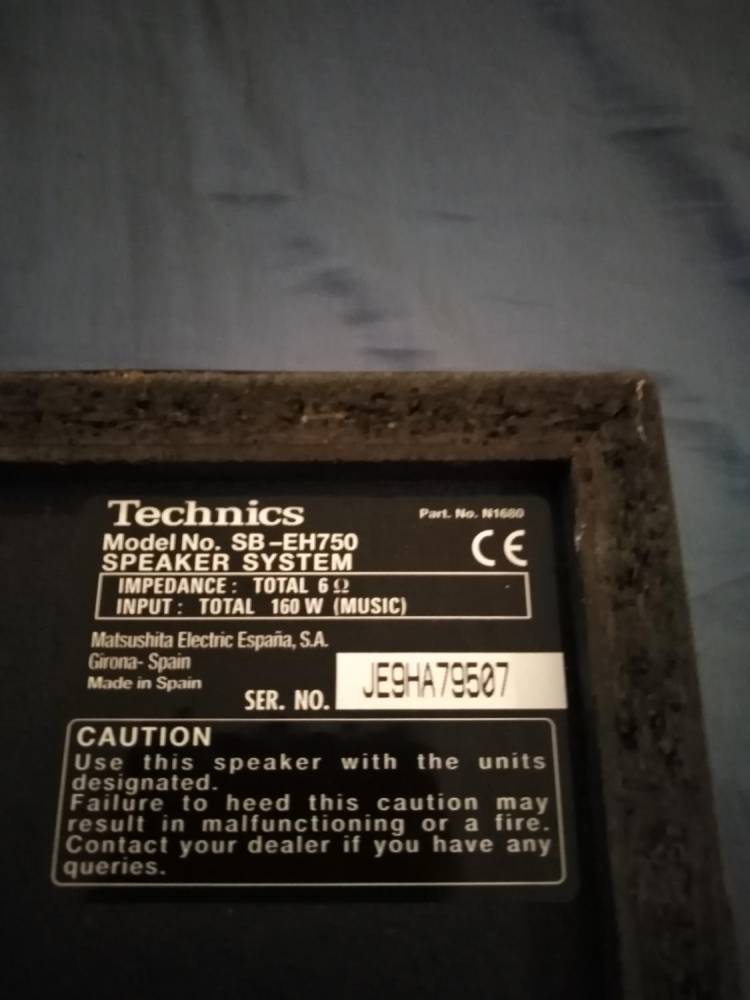 Technics
Part. No. N1680
Model No. SB-EH750
SPEAKER SYSTEM
CE
IMPEDANCE: TOTAL 6 Ω
INPUT: TOTAL 160 W (MUSIC)
Matsushita Electric España, S.A.
Girona- Spain
Made in Spain
SER. NO. JE9HA79507
CAUTION
Use this speaker with the units
designated.
Failure to heed this caution may
result in malfunctioning or a fire.
Contact your dealer if you have any
queries.